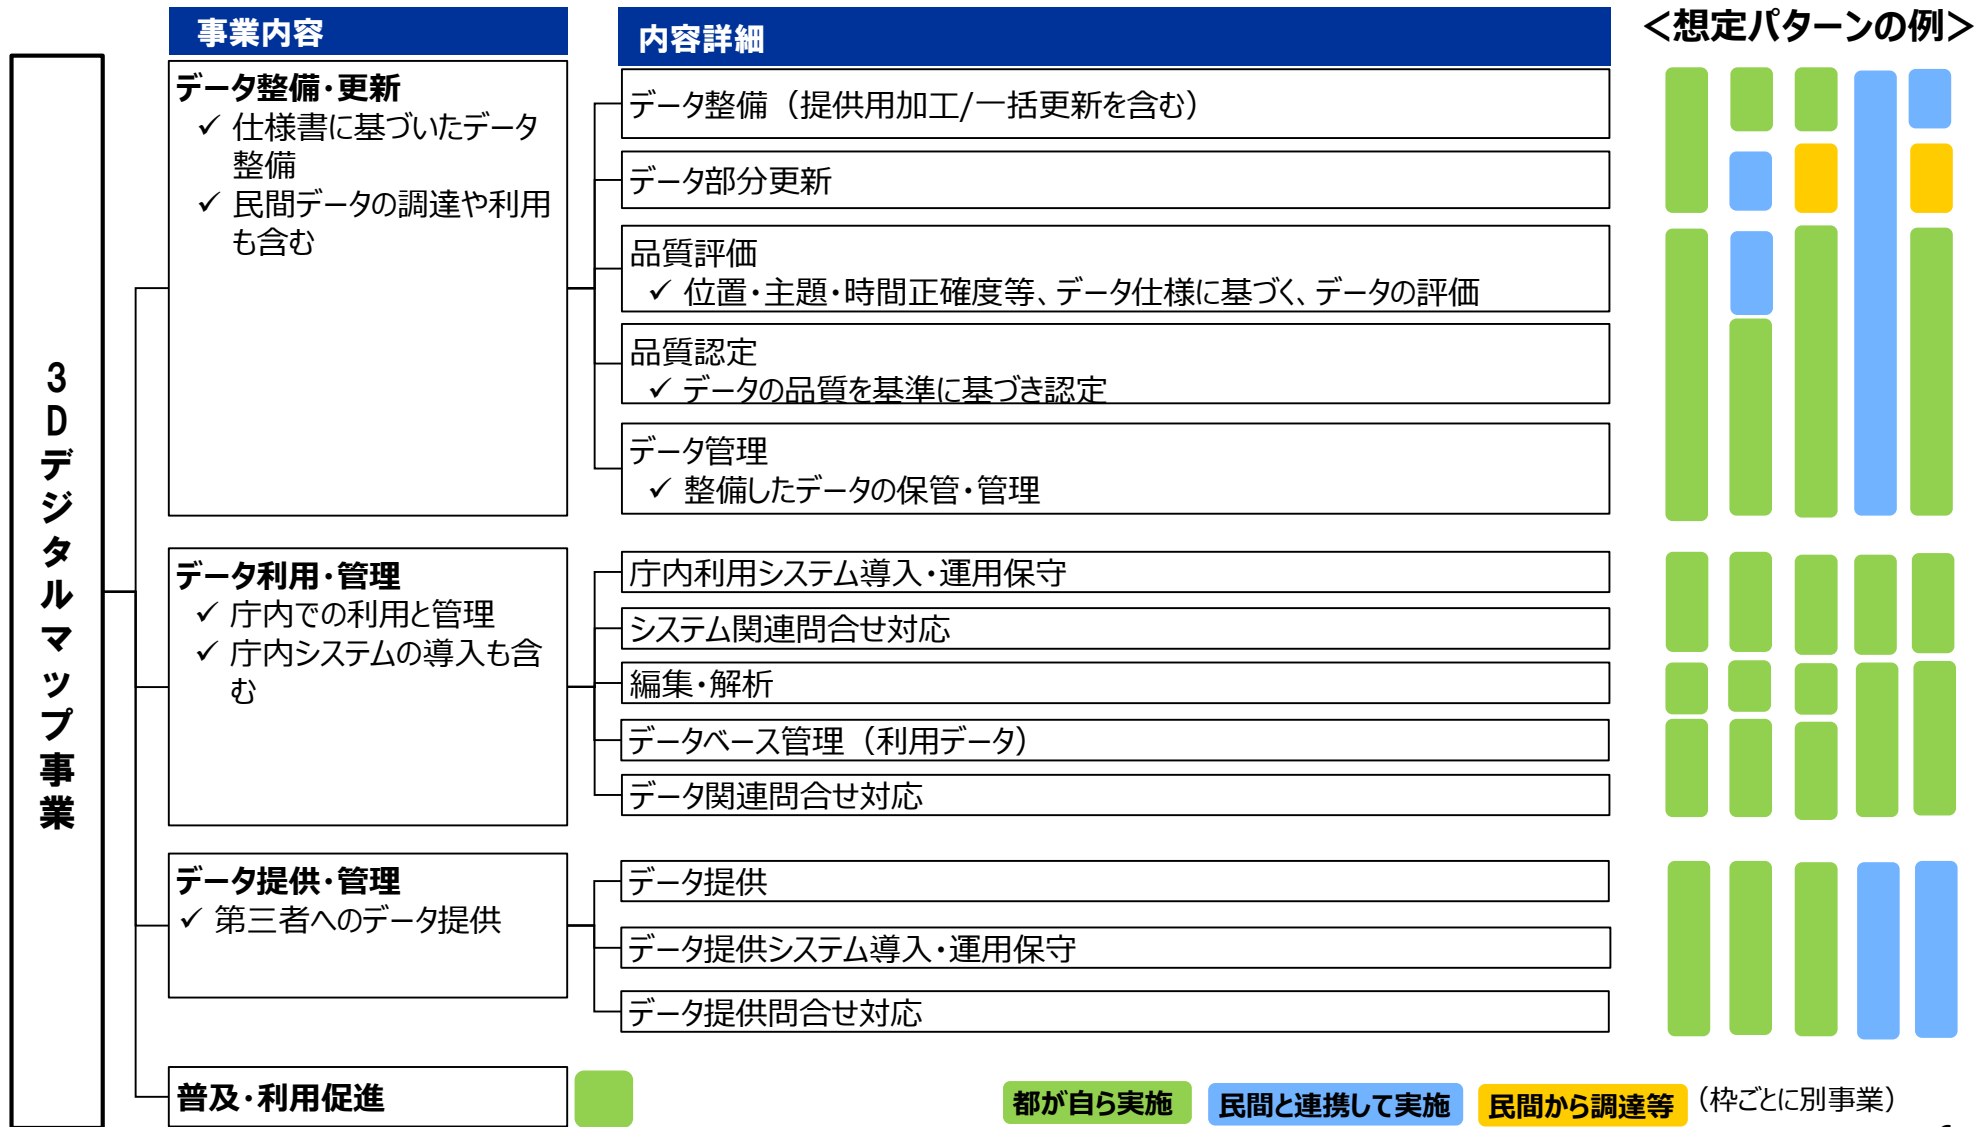 事業内容
内容詳細
＜想定パターンの例＞
3Dデジタルマップ事業
データ整備・更新
✓ 仕様書に基づいたデータ
整備
✓ 民間データの調達や利用
も含む
データ整備（提供用加工/一括更新を含む）
データ部分更新
品質評価
✓ 位置・主題・時間正確度等、データ仕様に基づく、データの評価
品質認定
✓ データの品質を基準に基づき認定
データ管理
✓ 整備したデータの保管・管理
データ利用・管理
✓ 庁内での利用と管理
✓ 庁内システムの導入も含
む
庁内利用システム導入・運用保守
システム関連問合せ対応
編集・解析
データベース管理（利用データ）
データ関連問合せ対応
データ提供・管理
✓ 第三者へのデータ提供
データ提供
データ提供システム導入・運用保守
データ提供問合せ対応
普及・利用促進
都が自ら実施
民間と連携して実施
民間から調達等
（枠ごとに別事業）